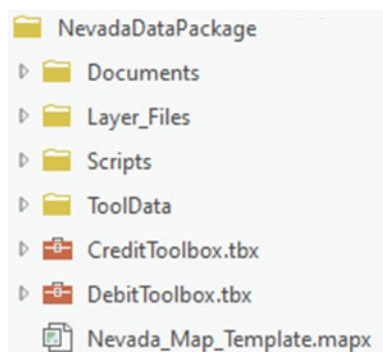 NevadaDataPackage
Documents
Layer_Files
Scripts
ToolData
CreditToolbox.tbx
DebitToolbox.tbx
Nevada_Map_Template.mapx